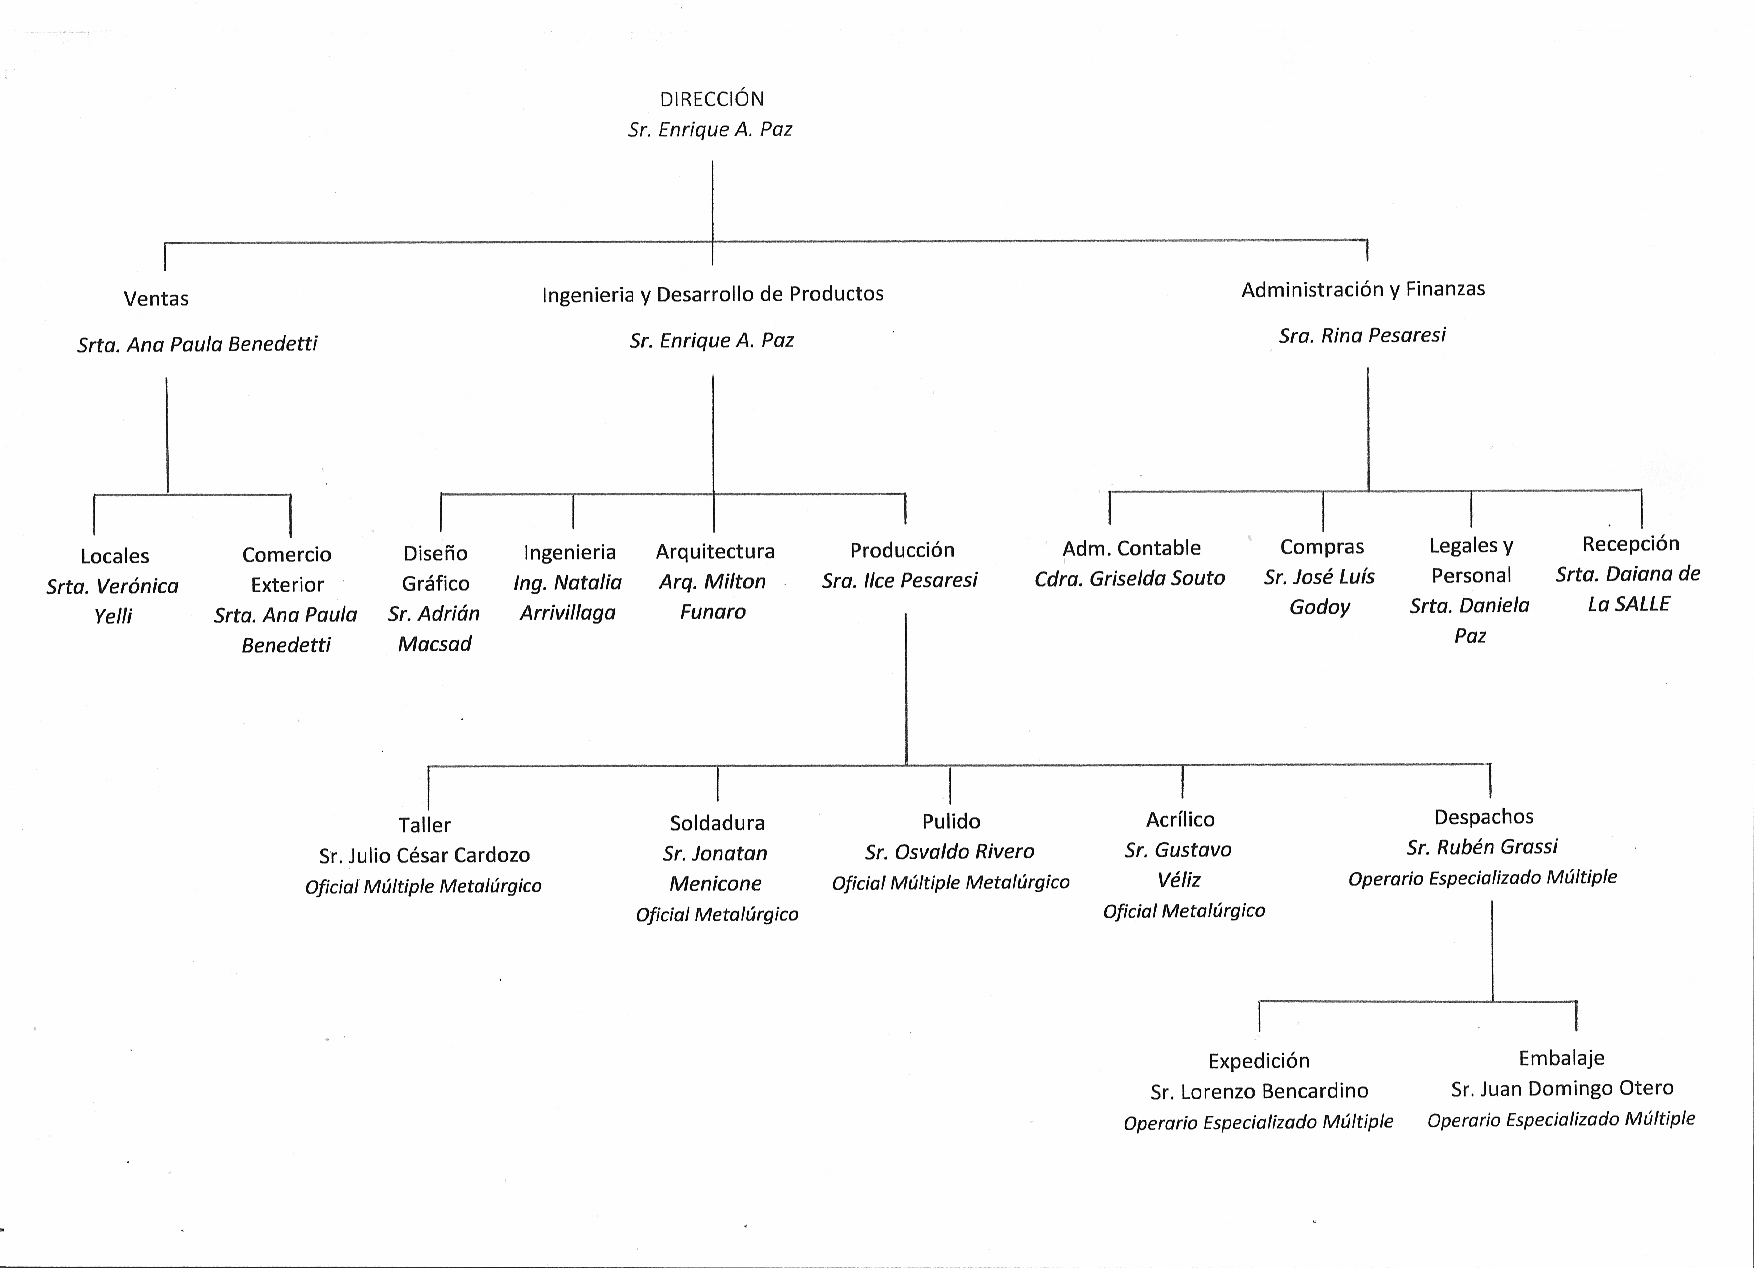 DIRECCIÓN
Sr. Enrique A. Paz
Ventas
Srta. Ana Paula Benedetti
Ingenieria y Desarrollo de Productos
Sr. Enrique A. Paz
Administración y Finanzas
Sra. Rina Pesaresi
Locales
Srta. Verónica
Yelli
Comercio
Exterior
Srta. Ana Paula
Benedetti
Diseño
Gráfico
Sr. Adrián
Macsad
Ingenieria
Ing. Natalia
Arrivillaga
Arquitectura
Arq. Milton
Funaro
Producción
Sra. Ilce Pesaresi
Adm. Contable
Cdra. Griselda Souto
Compras
Sr. José Luís
Godoy
Legales y
Personal
Srta. Daniela
Paz
Recepción
Srta. Daiana de
La SALLE
Taller
Sr. Julio César Cardozo
Oficial Múltiple Metalúrgico
Soldadura
Sr. Jonatan
Menicone
Oficial Metalúrgico
Pulido
Sr. Osvaldo Rivero
Oficial Múltiple Metalúrgico
Acrílico
Sr. Gustavo
Véliz
Oficial Metalúrgico
Despachos
Sr. Rubén Grassi
Operario Especializado Múltiple
Expedición
Sr. Lorenzo Bencardino
Operario Especializado Múltiple
Embalaje
Sr. Juan Domingo Otero
Operario Especializado Múltiple